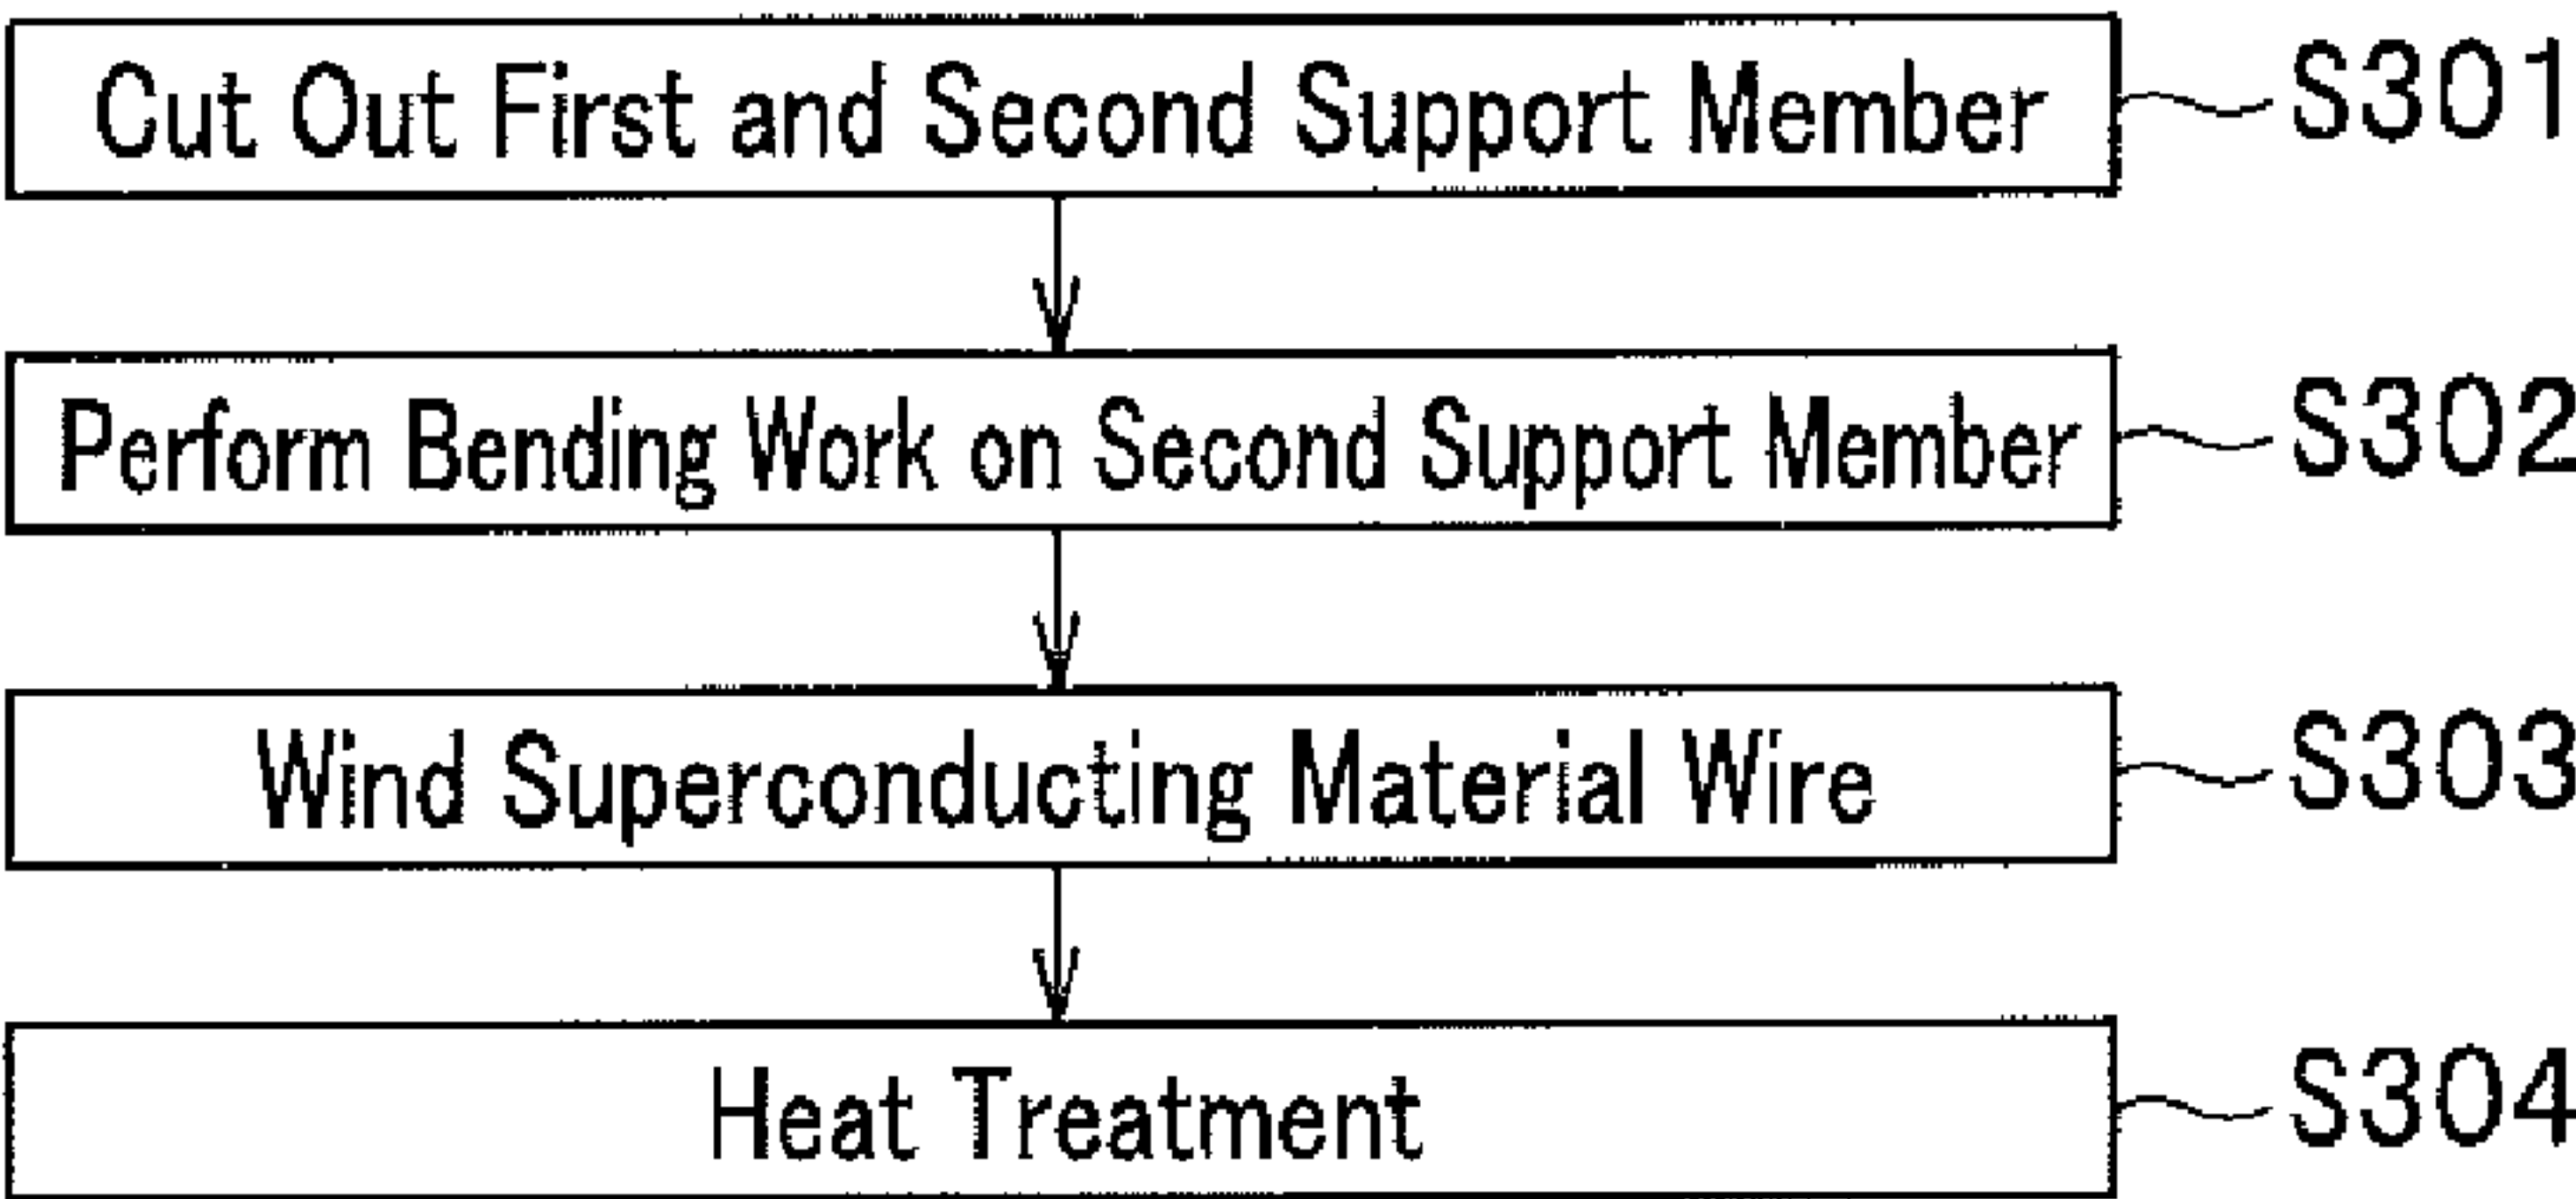 Cut Out First and Second Support Member S301
Perform Bending Work on Second Support Member S302
Wind Superconducting Material Wire S303
Heat Treatment S304